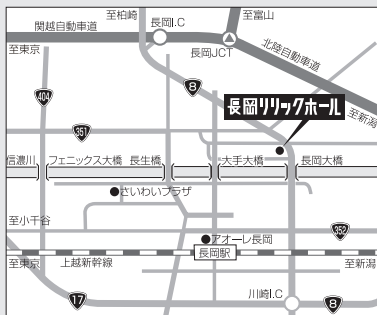 至柏崎
至富山
関越自動車道
長岡I.C
至東京
長岡JCT
北陸自動車道
404
8
至新潟
長岡リリックホール
351
信濃川
フェニックス大橋
長生橋
大手大橋
長岡大橋
さいわいプラザ
至小千谷
352
アオーレ長岡
長岡駅
至東京
上越新幹線
至新潟
17
川崎I.C
8